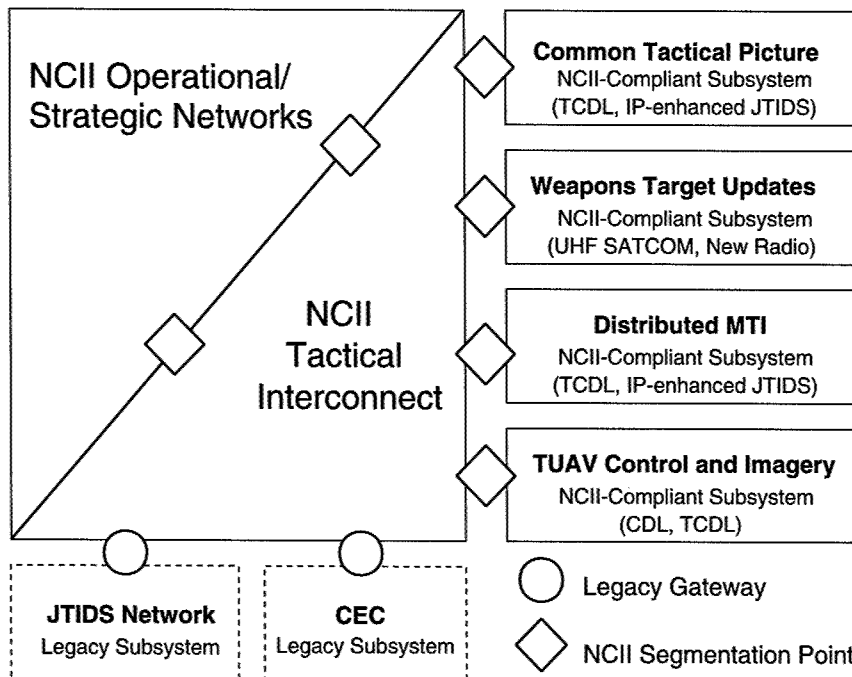 NCII Operational/
Strategic Networks
NCII
Tactical
Interconnect
Common Tactical Picture
NCII-Compliant Subsystem
(TCDL, IP-enhanced JTIDS)
Weapons Target Updates
NCII-Compliant Subsystem
(UHF SATCOM, New Radio)
Distributed MTI
NCII-Compliant Subsystem
(TCDL, IP-enhanced JTIDS)
TUAV Control and Imagery
NCII-Compliant Subsystem
(CDL, TCDL)
JTIDS Network
Legacy Subsystem
CEC
Legacy Subsystem
Legacy Gateway
NCII Segmentation Point